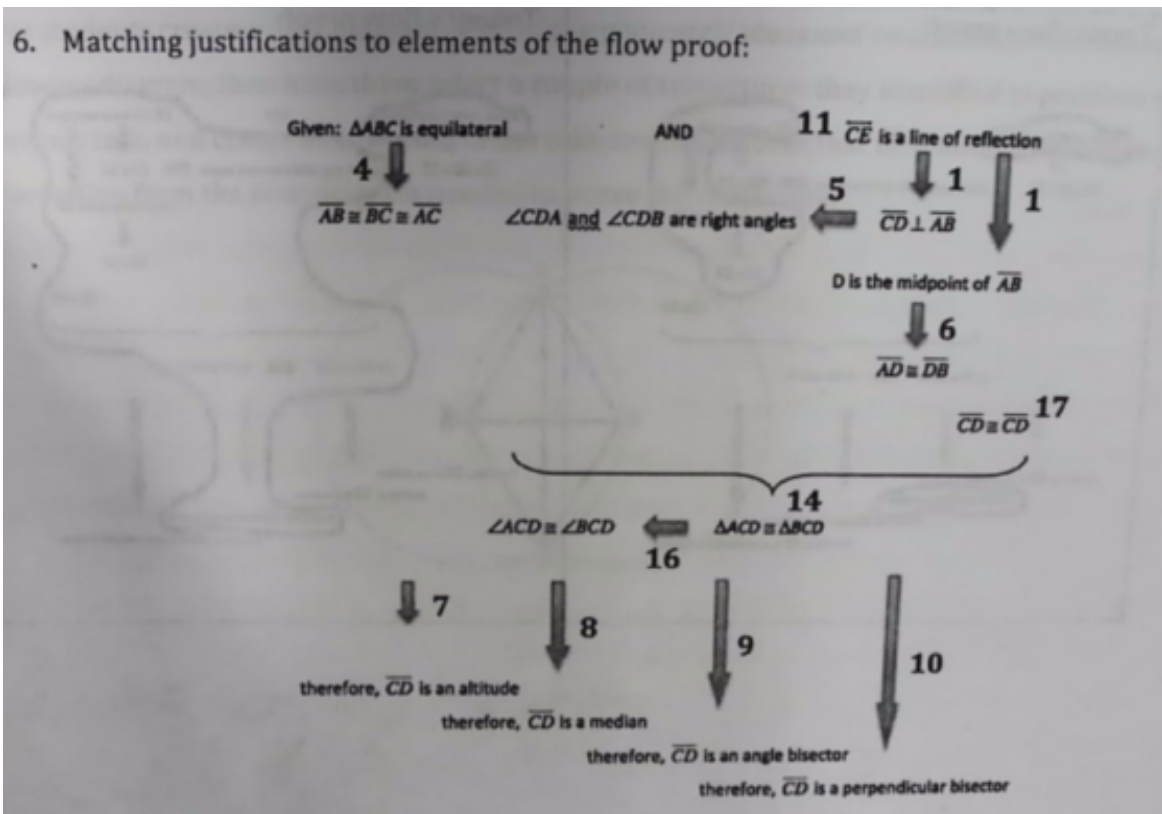 6. Matching justifications to elements of the flow proof:
Given: ΔABC is equilateral AND 11 C̅E̅ is a line of reflection
4 1
5 1
A̅B̅ ≅ B̅C̅ ≅ A̅C̅ ∠CDA and ∠CDB are right angles C̅D̅ ⊥ A̅B̅
D is the midpoint of A̅B̅
6
A̅D̅ ≅ D̅B̅
C̅D̅ ≅ C̅D̅ 17
14
∠ACD ≅ ∠BCD ΔACD ≅ ΔBCD
16
7
8
9
10
therefore, C̅D̅ is an altitude
therefore, C̅D̅ is a median
therefore, C̅D̅ is an angle bisector
therefore, C̅D̅ is a perpendicular bisector